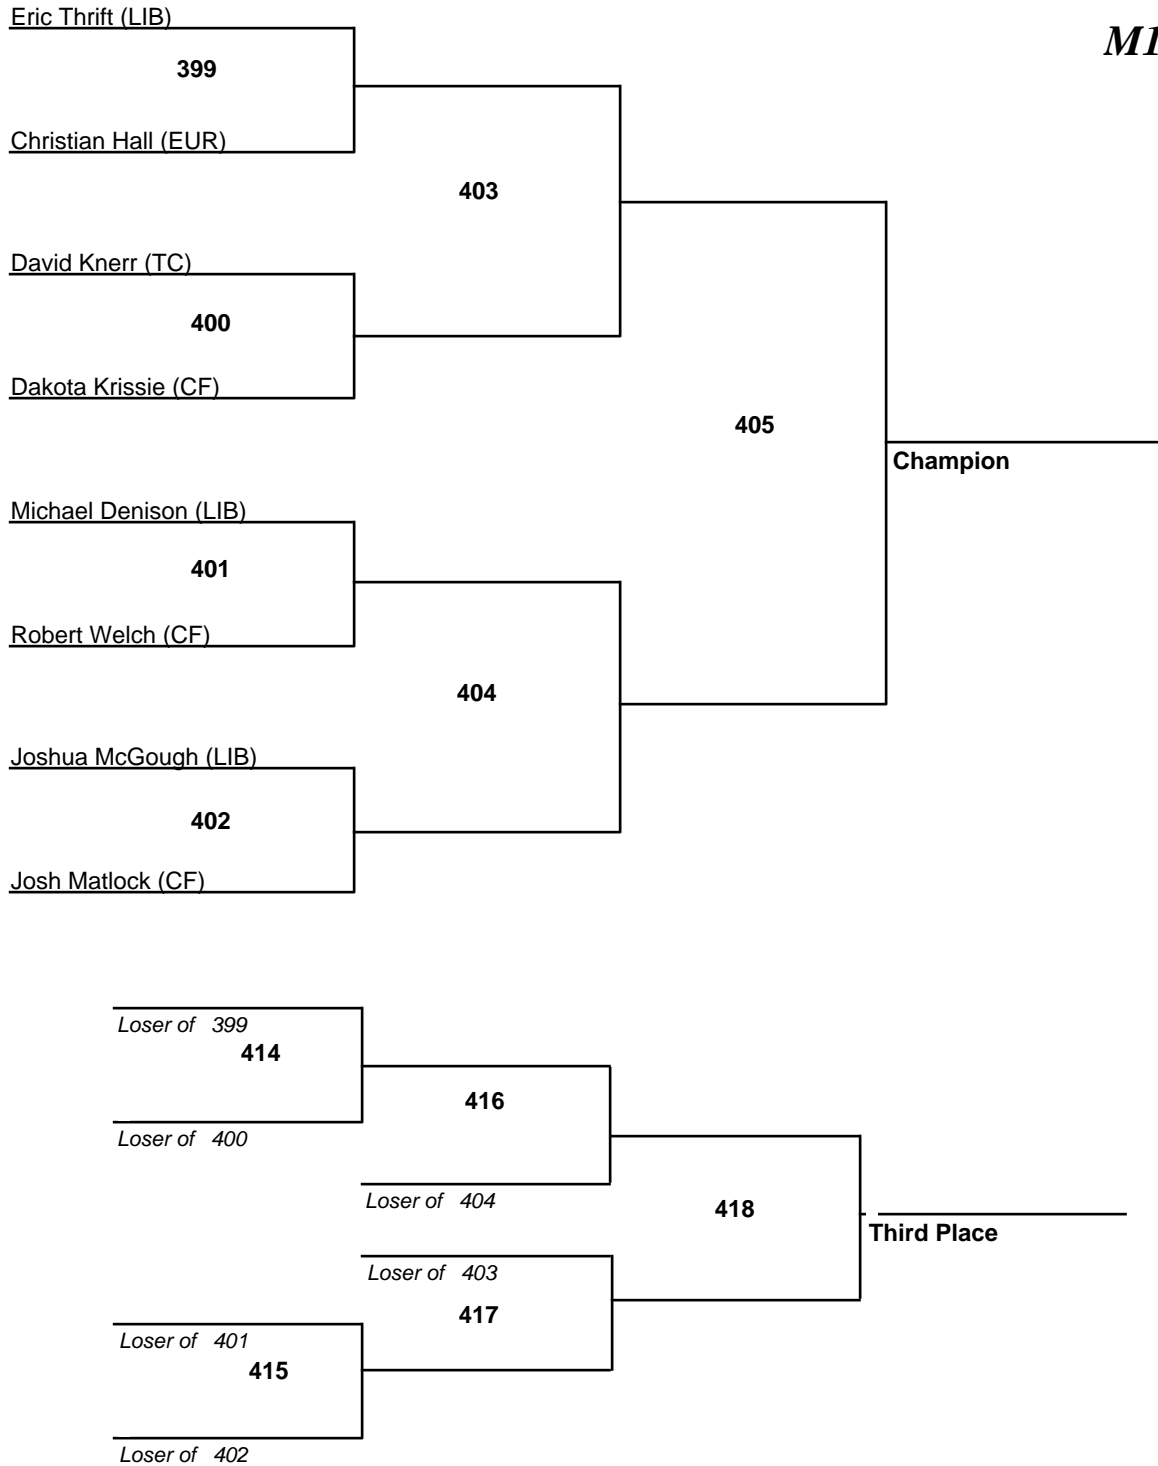 Eric Thrift (LIB)
M1
399
Christian Hall (EUR)
403
David Knerr (TC)
400
Dakota Krissie (CF)
405
Champion
Michael Denison (LIB)
401
Robert Welch (CF)
404
Joshua McGough (LIB)
402
Josh Matlock (CF)
Loser of 399
414
416
Loser of 400
Loser of 404
418
Third Place
Loser of 403
417
Loser of 401
415
Loser of 402